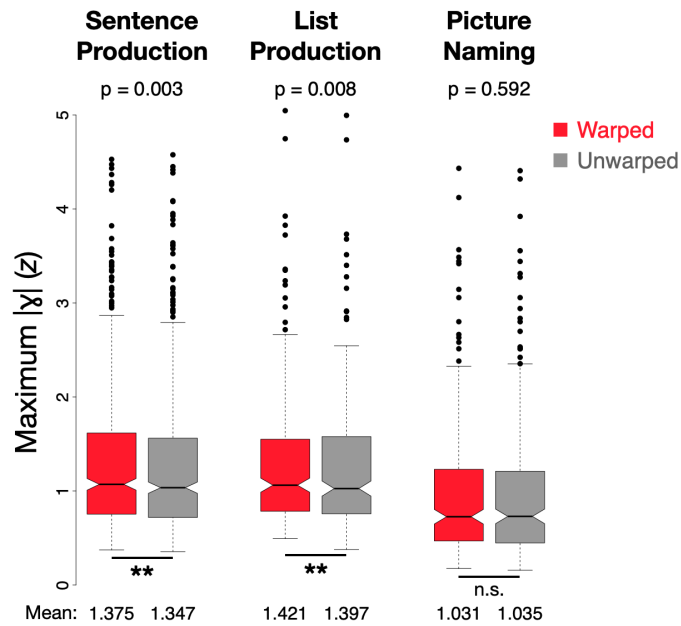 Sentence Production
List Production
Picture Naming
p = 0.003
p = 0.008
p = 0.592
Warped
Unwarped
Maximum |ɣ| (z)
5
4
3
2
1
0
**
**
n.s.
Mean: 1.375 1.347 1.421 1.397 1.031 1.035